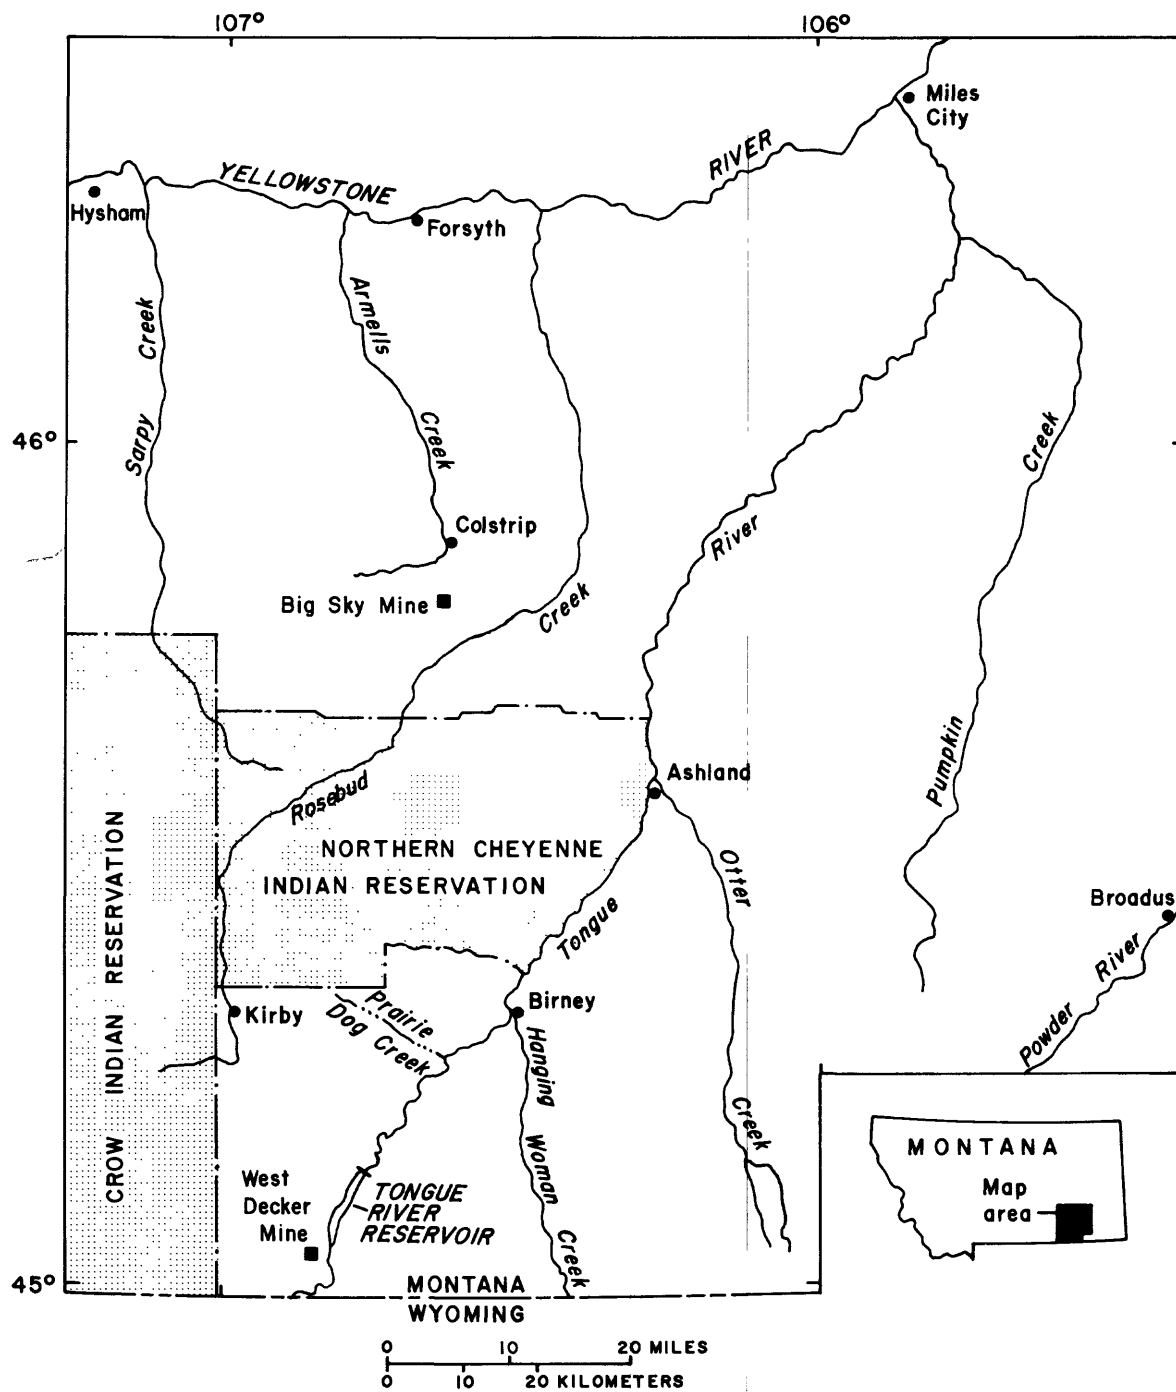 107°
106°
Miles
City
YELLOWSTONE
RIVER
Hysham
Forsyth
Sarpy Creek
Armells Creek
46°
Creek
River
Colstrip
Big Sky Mine
Creek
Pumpkin
Rosebud
Ashland
NORTHERN CHEYENNE
INDIAN RESERVATION
CROW INDIAN RESERVATION
Otter
Tongue
Broadus
Powder River
Kirby
Prairie
Dog Creek
Birney
Hanging Woman Creek
Creek
West
Decker
Mine
TONGUE
RIVER
RESERVOIR
MONTANA
Map
area
45°
MONTANA
WYOMING
0 10 20 MILES
0 10 20 KILOMETERS